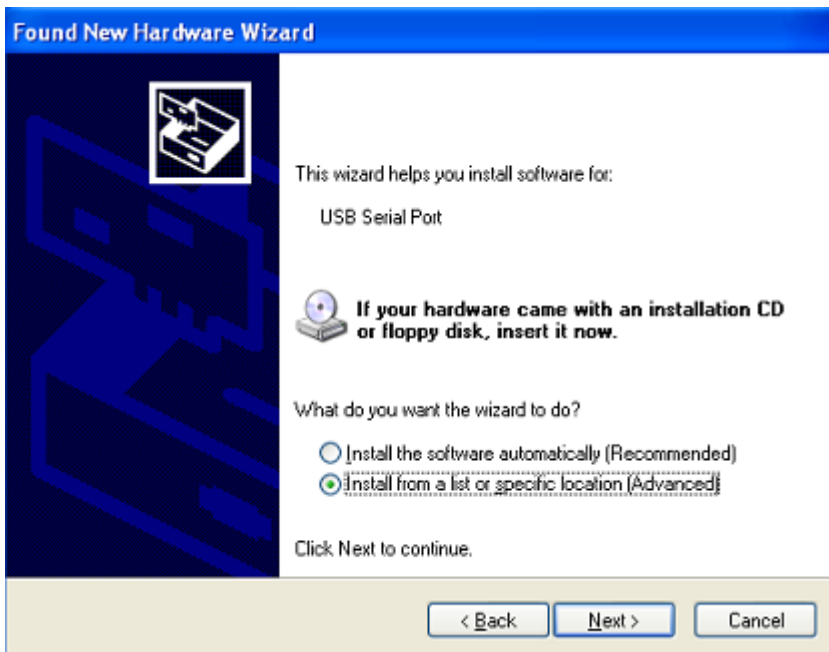 Found New Hardware Wizard
This wizard helps you install software for:
USB Serial Port
If your hardware came with an installation CD
or floppy disk, insert it now.
What do you want the wizard to do?
Install the software automatically (Recommended)
Install from a list or specific location (Advanced)
Click Next to continue.
< Back
Next >
Cancel